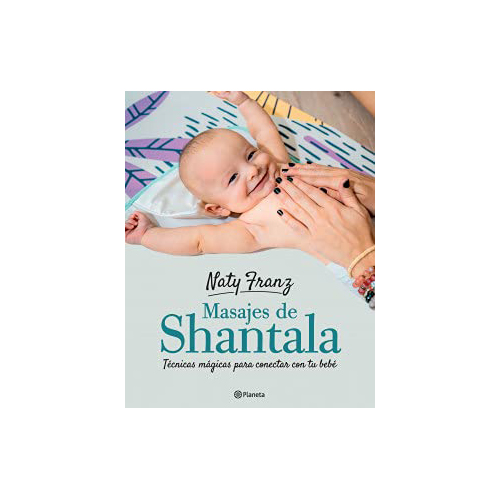 Naty Franz
Masajes de
Shantala
Técnicas mágicas para conectar con tu bebé
Planeta